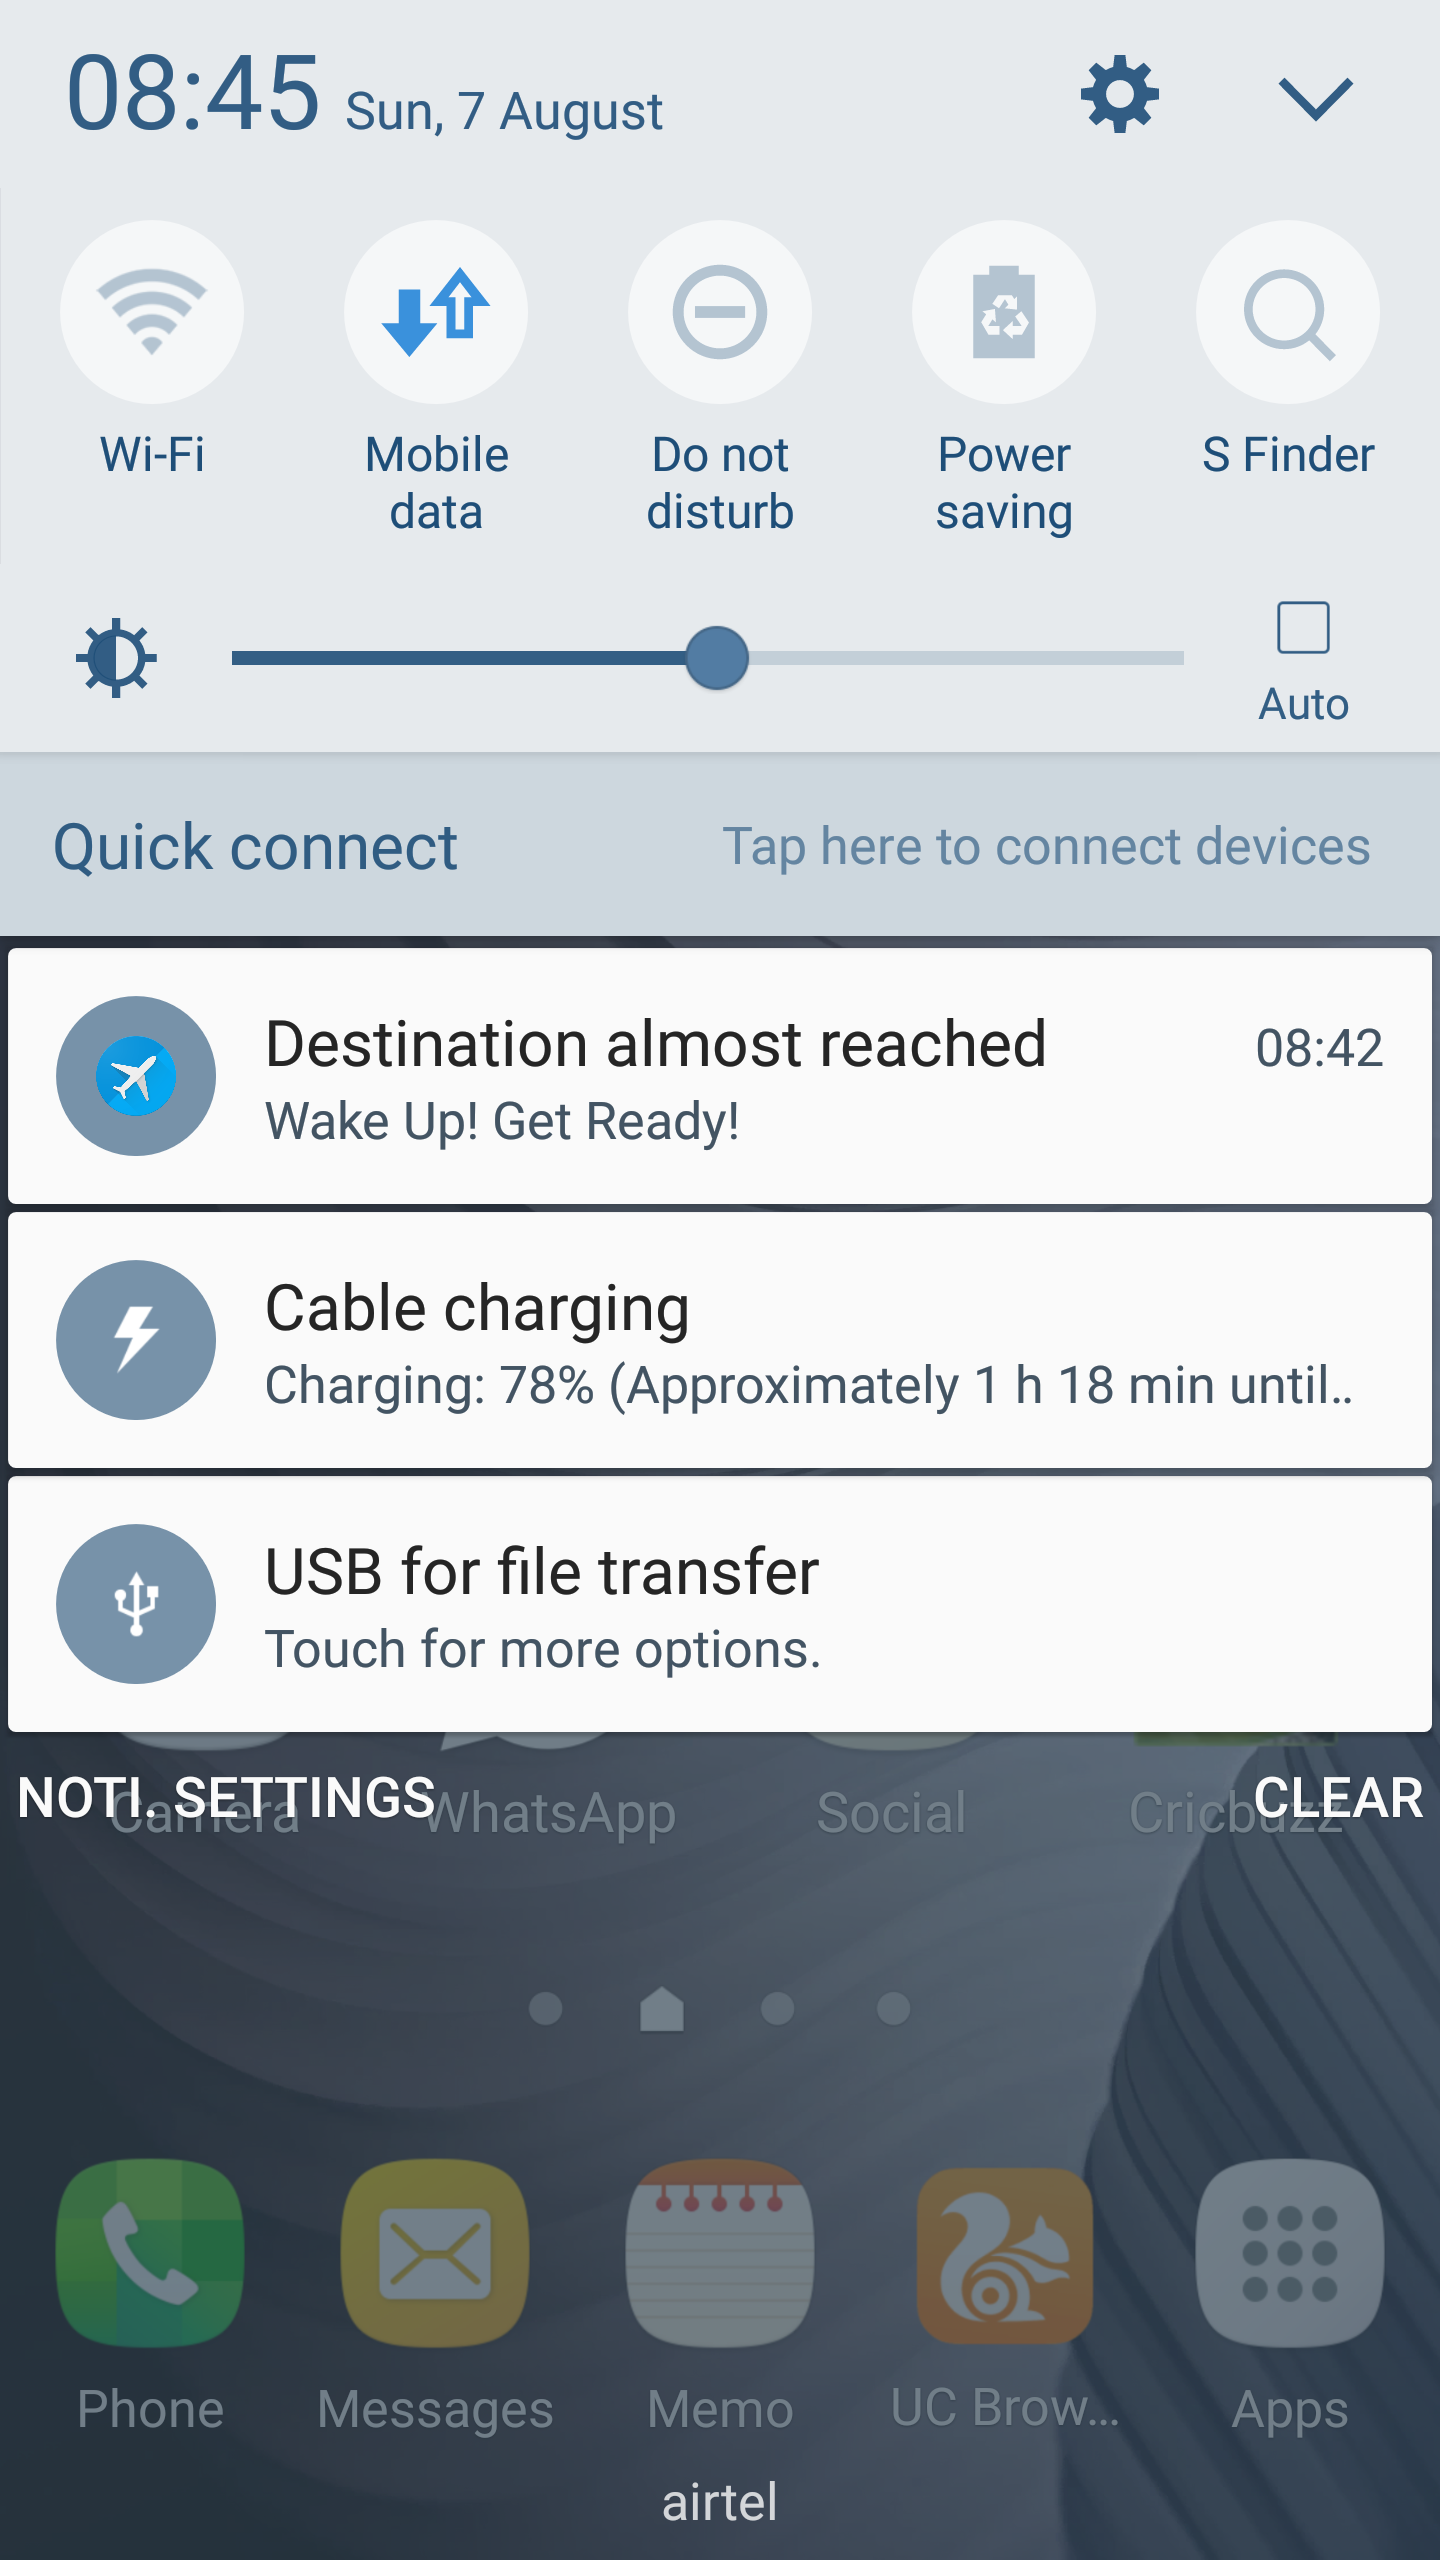 08:45 Sun, 7 August
Wi-Fi
Mobile
data
Do not
disturb
Power
saving
S Finder
Auto
Quick connect Tap here to connect devices
Destination almost reached 08:42
Wake Up! Get Ready!
Cable charging
Charging: 78% (Approximately 1 h 18 min until..
USB for file transfer
Touch for more options.
NOTI. SETTINGS CLEAR
Camera WhatsApp Social Cricbuzz
Phone Messages Memo UC Brow... Apps
airtel